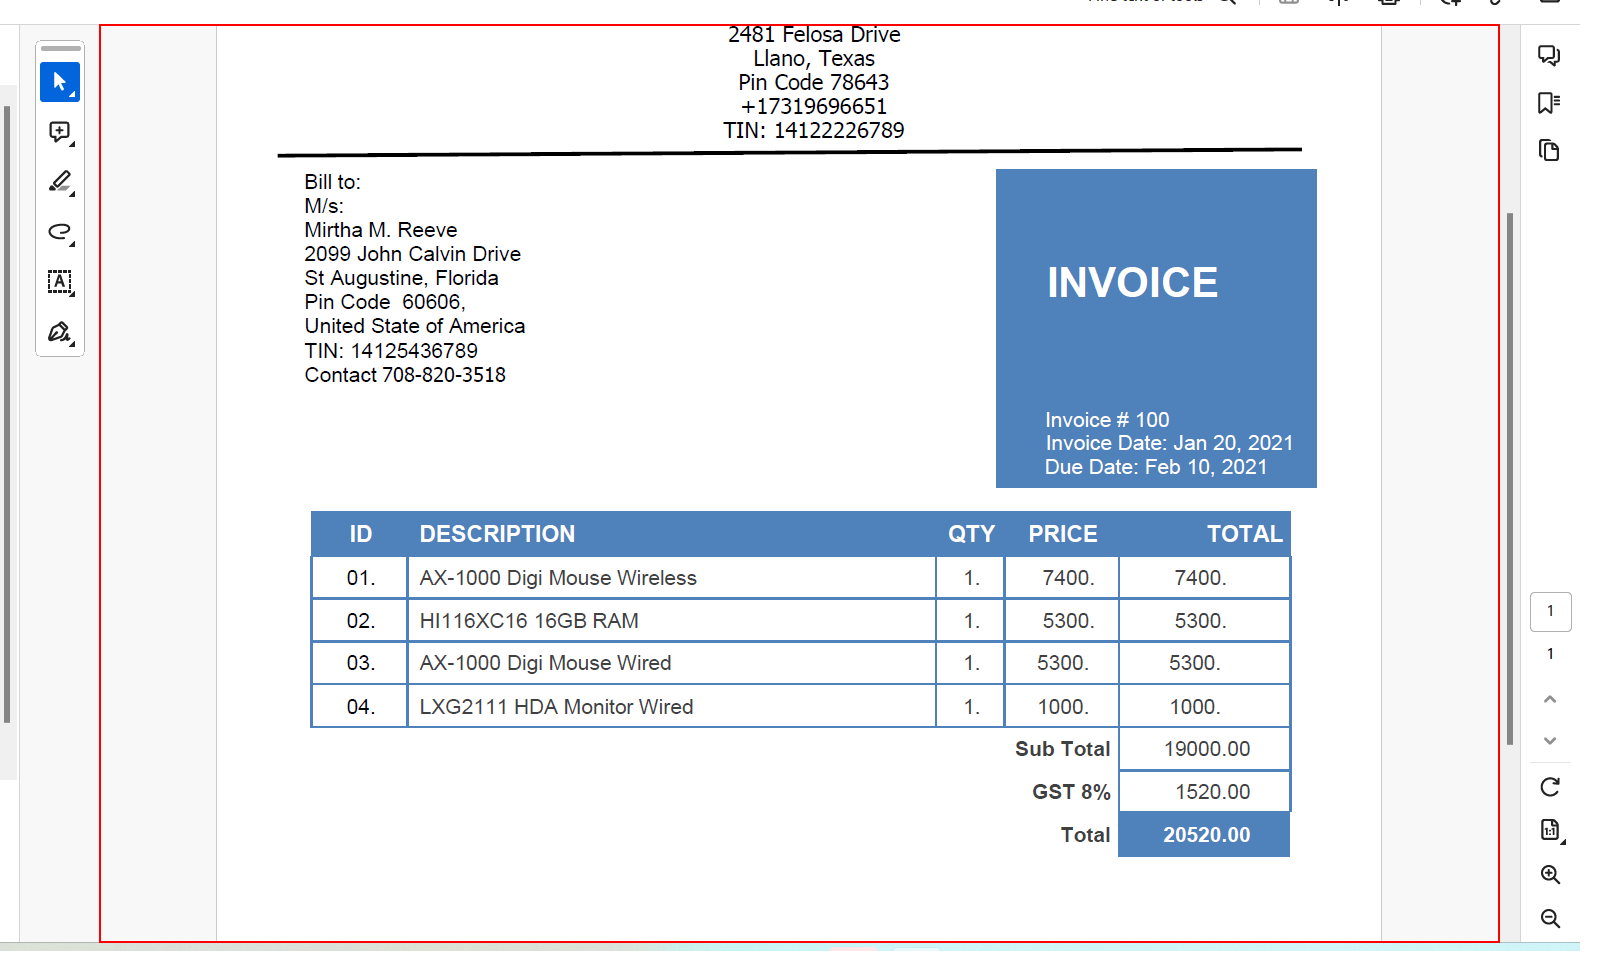 2481 Felosa Drive
Llano, Texas
Pin Code 78643
+17319696651
TIN: 14122226789
Bill to:
M/s:
Mirtha M. Reeve
2099 John Calvin Drive
St Augustine, Florida
Pin Code  60606,
United State of America
TIN: 14125436789
Contact 708-820-3518
INVOICE
Invoice # 100
Invoice Date: Jan 20, 2021
Due Date: Feb 10, 2021
ID DESCRIPTION QTY PRICE TOTAL
01. AX-1000 Digi Mouse Wireless 1. 7400. 7400.
02. HI116XC16 16GB RAM 1. 5300. 5300.
03. AX-1000 Digi Mouse Wired 1. 5300. 5300.
04. LXG2111 HDA Monitor Wired 1. 1000. 1000.
Sub Total 19000.00
GST 8% 1520.00
Total 20520.00
1
1